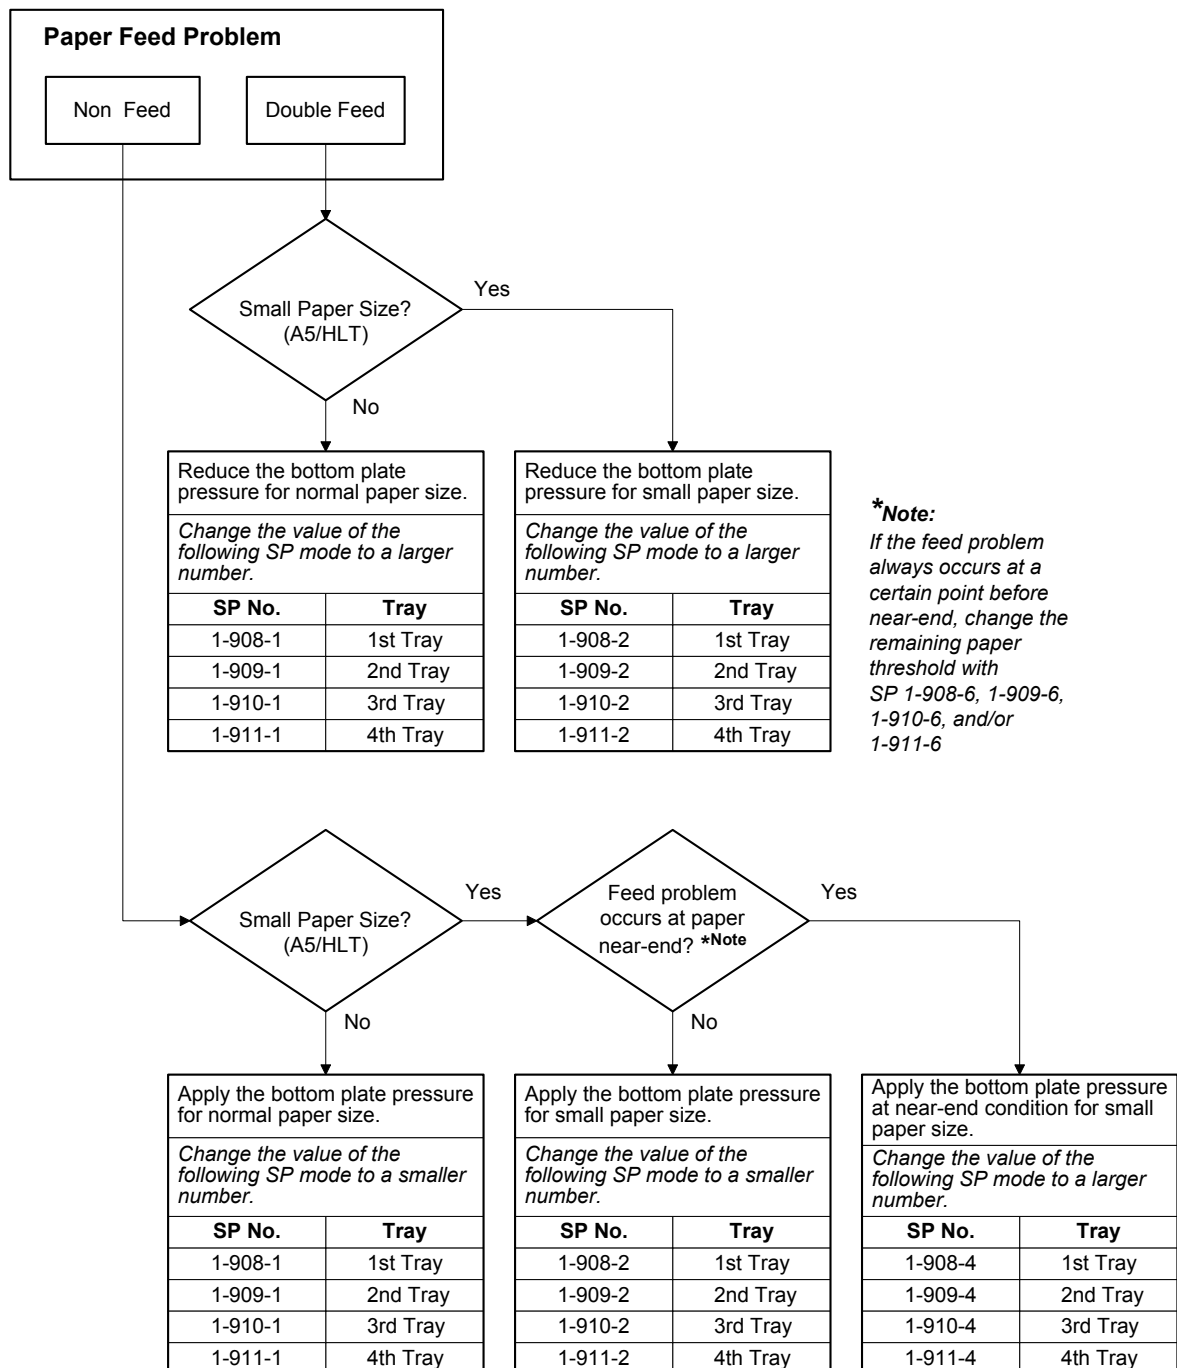 Paper Feed Problem
Non Feed
Double Feed
Small Paper Size?
(A5/HLT)
Yes
No
Reduce the bottom plate
pressure for normal paper size.
Change the value of the
following SP mode to a larger
number.
SP No. Tray
1-908-1 1st Tray
1-909-1 2nd Tray
1-910-1 3rd Tray
1-911-1 4th Tray
Reduce the bottom plate
pressure for small paper size.
Change the value of the
following SP mode to a larger
number.
SP No. Tray
1-908-2 1st Tray
1-909-2 2nd Tray
1-910-2 3rd Tray
1-911-2 4th Tray
*Note:
If the feed problem
always occurs at a
certain point before
near-end, change the
remaining paper
threshold with
SP 1-908-6, 1-909-6,
1-910-6, and/or
1-911-6
Small Paper Size?
(A5/HLT)
Yes
No
Feed problem
occurs at paper
near-end? *Note
Yes
No
Apply the bottom plate pressure
for normal paper size.
Change the value of the
following SP mode to a smaller
number.
SP No. Tray
1-908-1 1st Tray
1-909-1 2nd Tray
1-910-1 3rd Tray
1-911-1 4th Tray
Apply the bottom plate pressure
for small paper size.
Change the value of the
following SP mode to a smaller
number.
SP No. Tray
1-908-2 1st Tray
1-909-2 2nd Tray
1-910-2 3rd Tray
1-911-2 4th Tray
Apply the bottom plate pressure
at near-end condition for small
paper size.
Change the value of the
following SP mode to a larger
number.
SP No. Tray
1-908-4 1st Tray
1-909-4 2nd Tray
1-910-4 3rd Tray
1-911-4 4th Tray